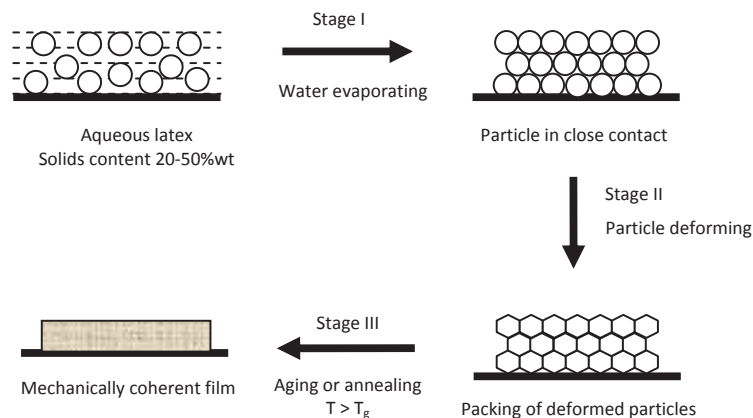 Stage I
Water evaporating
Aqueous latex
Solids content 20-50%wt
Particle in close contact
Stage II
Particle deforming
Stage III
Aging or annealing
T > Tg
Mechanically coherent film
Packing of deformed particles